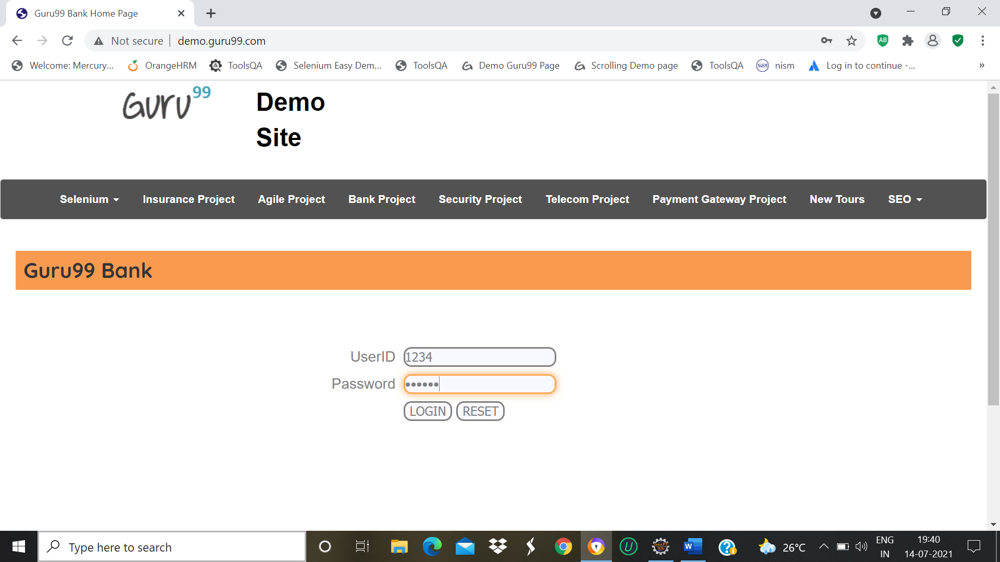 Guru99 Bank Home Page
Not secure demo.guru99.com
AB
Welcome: Mercury... OrangeHRM ToolsQA Selenium Easy Dem... ToolsQA Demo Guru99 Page Scrolling Demo page ToolsQA NISM nism Log in to continue -... »
Guru99 Demo
Site
Selenium Insurance Project Agile Project Bank Project Security Project Telecom Project Payment Gateway Project New Tours SEO
Guru99 Bank
UserID 1234
Password ••••••
LOGIN RESET
Type here to search 26°C ENG 19:40
IN 14-07-2021